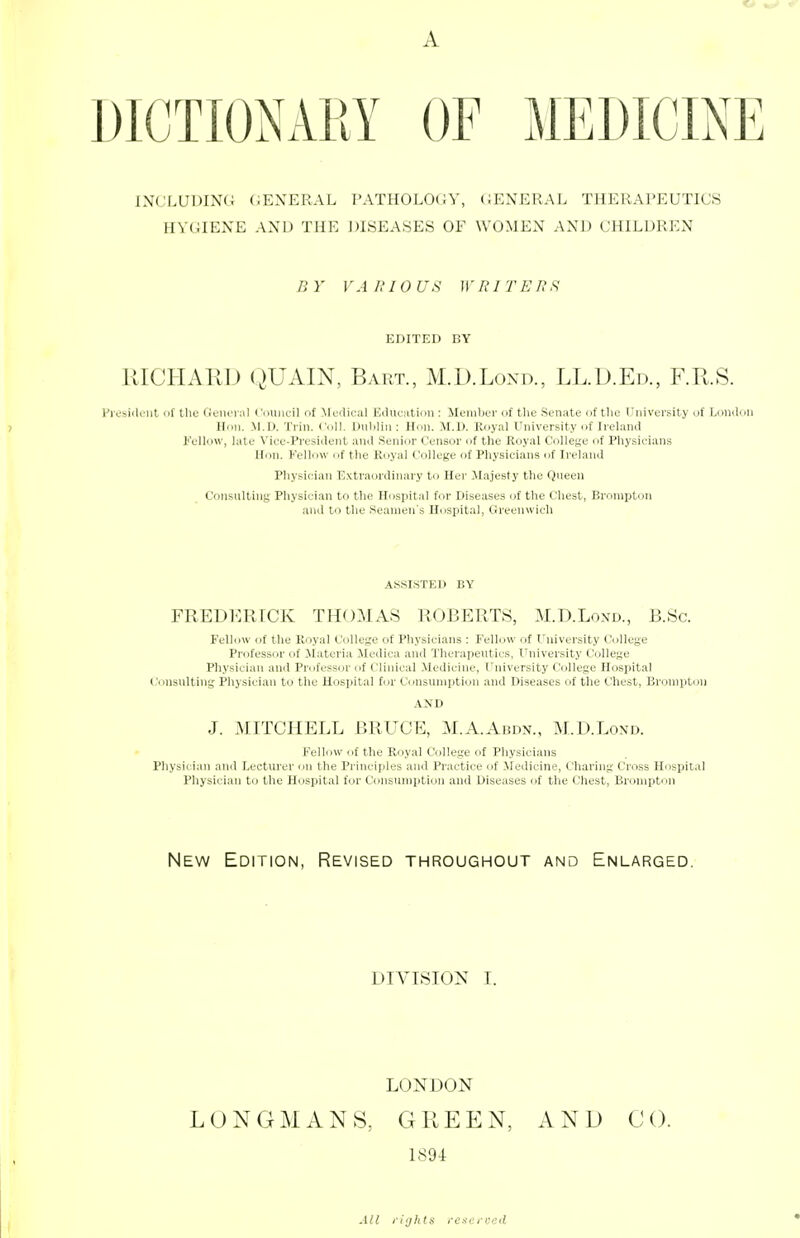 A
DICTIONARY OF MEDICINE
INCLUDING GENERAL PATHOLOGY, GENERAL THERAPEUTICS
HYGIENE AND THE DISEASES OF WOMEN AND CHILDREN
BY VARIOUS WRITERS
EDITED BY
RICHARD QUAIN, BART., M.D.LOND., LL.D.ED., F.R.S.
President of the General Council of Medical Education : Member of the Senate of the University of London
Hon. M.D. Trin. Coll. Dublin : Hon. M.D. Royal University of Ireland
Fellow, late Vice-President and Senior Censor of the Royal College of Physicians
Hon. Fellow of the Royal College of Physicians of Ireland
Physician Extraordinary to Her Majesty the Queen
Consulting Physician to the Hospital for Diseases of the Chest, Brompton
and to the Seamen's Hospital, Greenwich
ASSISTED BY
FREDERICK THOMAS ROBERTS, M.D.LOND., B.Sc.
Fellow of the Royal College of Physicians : Fellow of University College
Professor of Materia Medica and Therapeutics, University College
Physician and Professor of Clinical Medicine, University College Hospital
Consulting Physician to the Hospital for Consumption and Diseases of the Chest, Brompton
AND
J. MITCHELL BRUCE, M.A.ABDN., M.D.LOND.
Fellow of the Royal College of Physicians
Physician and Lecturer on the Principles and Practice of Medicine, Charing Cross Hospital
Physician to the Hospital for Consumption and Diseases of the Chest, Brompton
NEW EDITION, REVISED THROUGHOUT AND ENLARGED.
DIVISION I.
LONDON
LONGMANS, GREEN, AND CO.
1894
All rights reserved